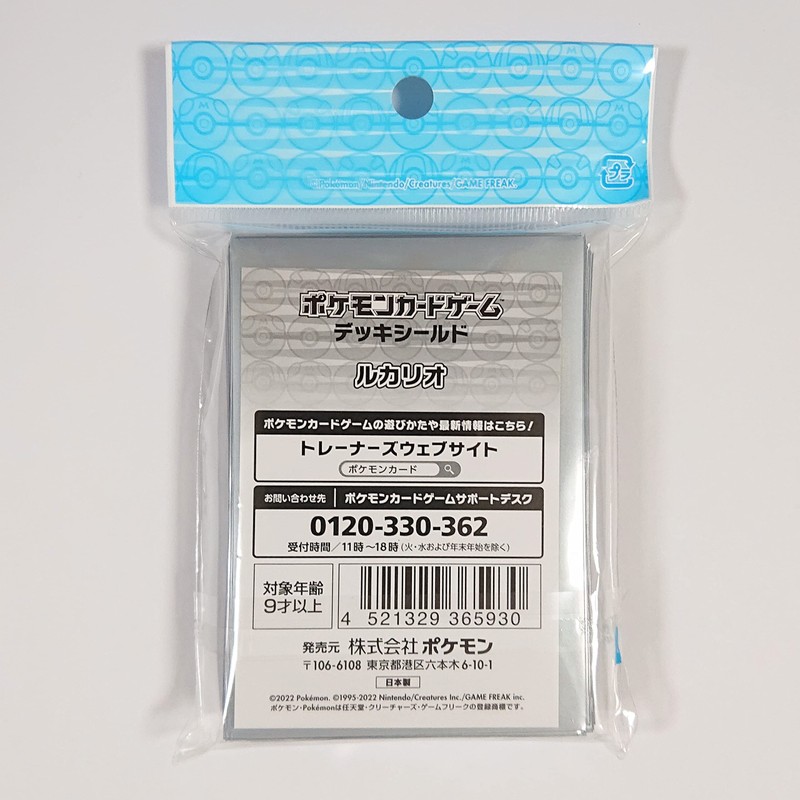 ©Pokémon/Nintendo/Creatures/GAME FREAK.
プラ
ポケモンカードゲーム
デッキシールド
ルカリオ
ポケモンカードゲームの遊びかたや最新情報はこちら!
トレーナーズウェブサイト
ポケモンカード
お問い合わせ先 ポケモンカードゲームサポートデスク
0120-330-362
受付時間/11時~18時(火・水および年末年始を除く)
対象年齢
9才以上
4 521329 365930
発売元 株式会社ポケモン
〒106-6108 東京都港区六本木6-10-1
日本製
©2022 Pokémon. ©1995-2022 Nintendo/Creatures Inc./GAME FREAK inc.
ポケモン・Pokémonは任天堂・クリーチャーズ・ゲームフリークの登録商標です。